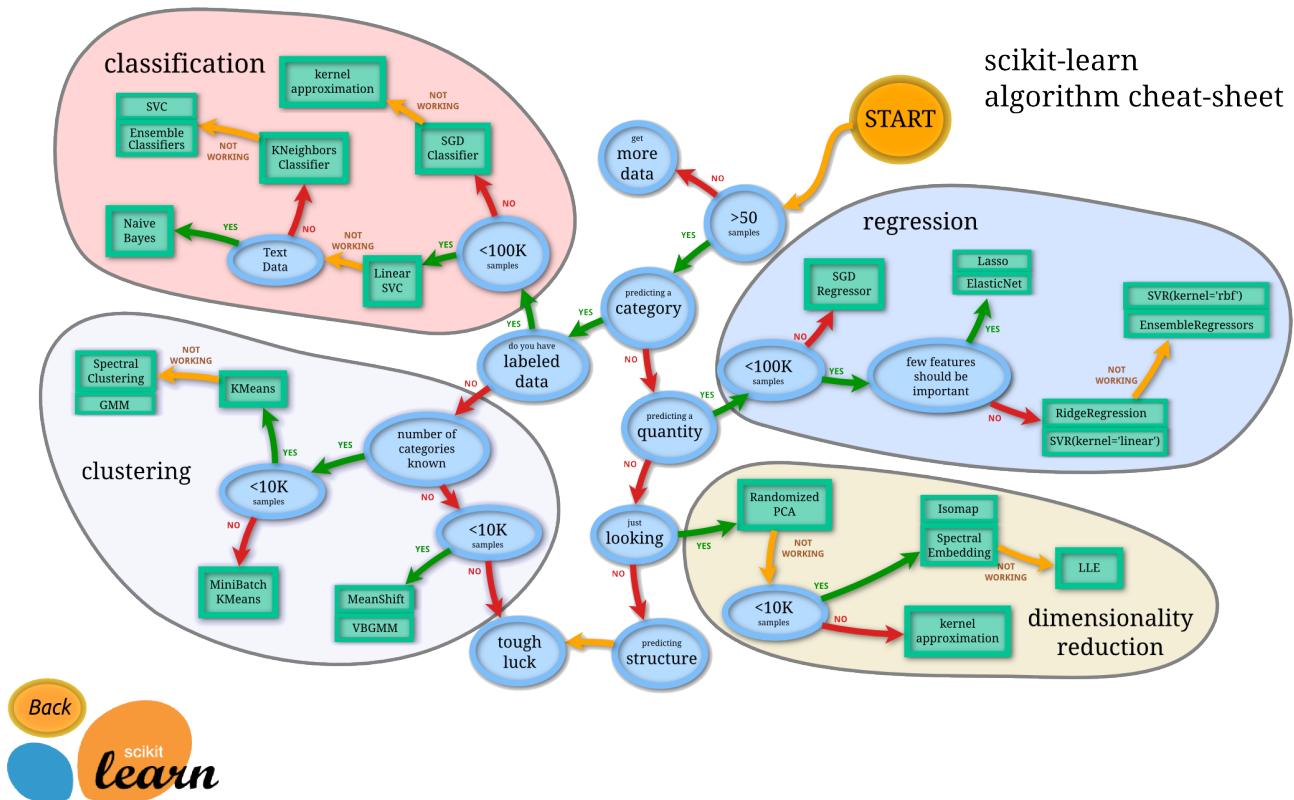 scikit-learn
algorithm cheat-sheet
START
get
more
data
NO
>50
samples
YES
predicting a
category
YES
NO
do you have
labeled
data
YES
NO
predicting a
quantity
YES
NO
just
looking
YES
NO
predicting
structure
tough
luck
classification
kernel
approximation
NOT
WORKING
SGD
Classifier
NO
<100K
samples
YES
Linear
SVC
NOT
WORKING
Text
Data
YES
Naive
Bayes
NO
KNeighbors
Classifier
NOT
WORKING
SVC
Ensemble
Classifiers
regression
<100K
samples
NO
SGD
Regressor
YES
few features
should be
important
YES
Lasso
ElasticNet
NO
RidgeRegression
SVR(kernel='linear')
NOT
WORKING
SVR(kernel='rbf')
EnsembleRegressors
clustering
number of
categories
known
YES
NO
<10K
samples
YES
KMeans
NOT
WORKING
Spectral
Clustering
GMM
NO
MiniBatch
KMeans
<10K
samples
YES
MeanShift
VBGMM
NO
dimensionality
reduction
Randomized
PCA
NOT
WORKING
<10K
samples
YES
Isomap
Spectral
Embedding
NOT
WORKING
LLE
NO
kernel
approximation
Back
scikit
learn